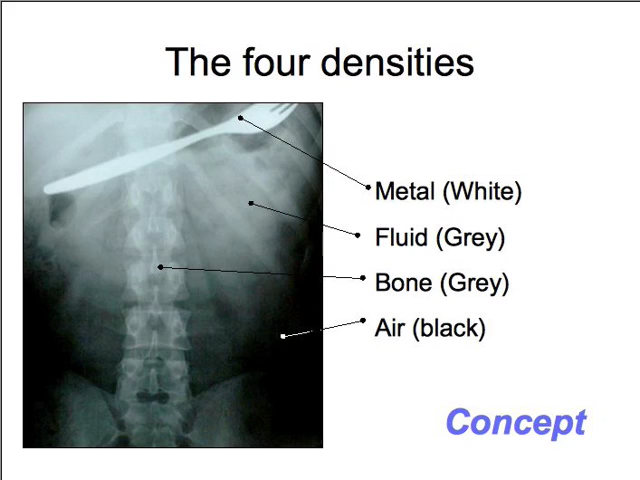 The four densities
Metal (White)
Fluid (Grey)
Bone (Grey)
Air (black)
Concept